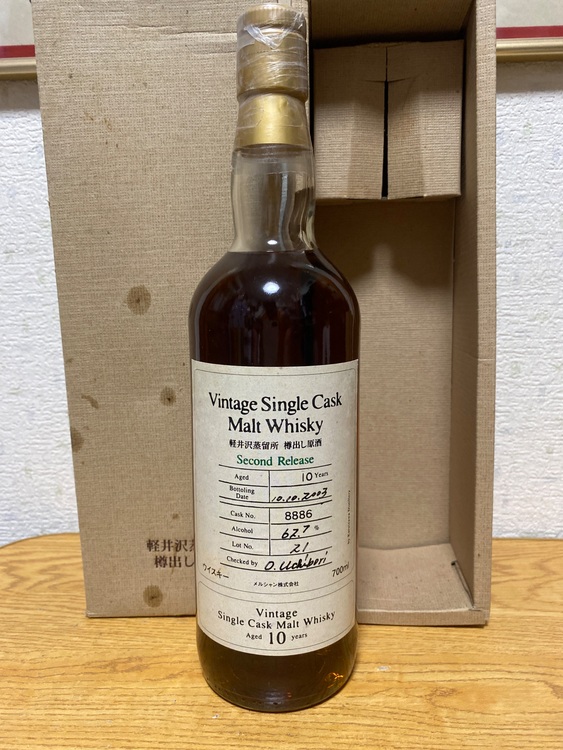 Vintage Single Cask
Malt Whisky
軽井沢蒸留所 樽出し原酒
Second Release
Aged 10 Years
Bottoling Date 10.10.2003
Cask No. 8886
Alcohol 62.7 %
Lot No. 21
Checked by O. Uchibori
ウイスキー 700ml
メルシャン株式会社
Vintage
Single Cask Malt Whisky
Aged 10 years
軽井沢
樽出し